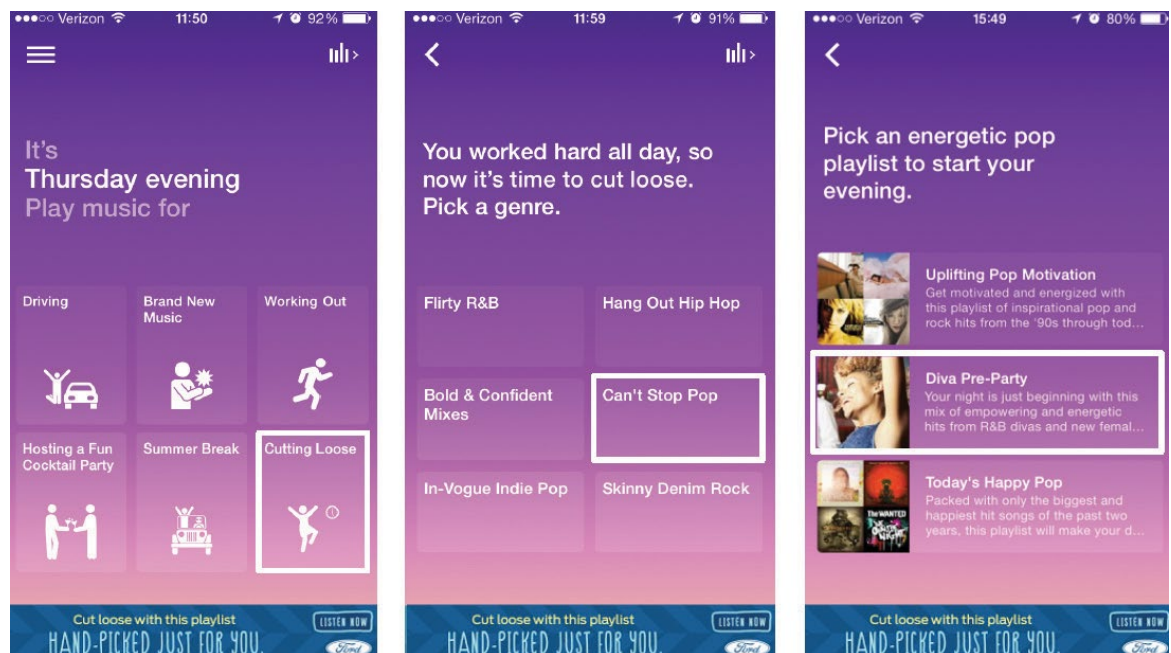 ●●●○○ Verizon 11:50 92%
It's
Thursday evening
Play music for
Driving
Brand New
Music
Working Out
Hosting a Fun
Cocktail Party
Summer Break
Cutting Loose
Cut loose with this playlist
HAND-PICKED JUST FOR YOU.
LISTEN NOW
Ford
●●●○○ Verizon 11:59 91%
You worked hard all day, so
now it's time to cut loose.
Pick a genre.
Flirty R&B
Hang Out Hip Hop
Bold & Confident
Mixes
Can't Stop Pop
In-Vogue Indie Pop
Skinny Denim Rock
Cut loose with this playlist
HAND-PICKED JUST FOR YOU.
LISTEN NOW
Ford
●●●○○ Verizon 15:49 80%
Pick an energetic pop
playlist to start your
evening.
Uplifting Pop Motivation
Get motivated and energized with
this playlist of inspirational pop and
rock hits from the '90s through tod...
Diva Pre-Party
Your night is just beginning with this
mix of empowering and energetic
hits from R&B divas and new femal...
Today's Happy Pop
Packed with only the biggest and
happiest hit songs of the past two
years, this playlist will make your d...
THE WANTED
Cut loose with this playlist
HAND-PICKED JUST FOR YOU.
LISTEN NOW
Ford